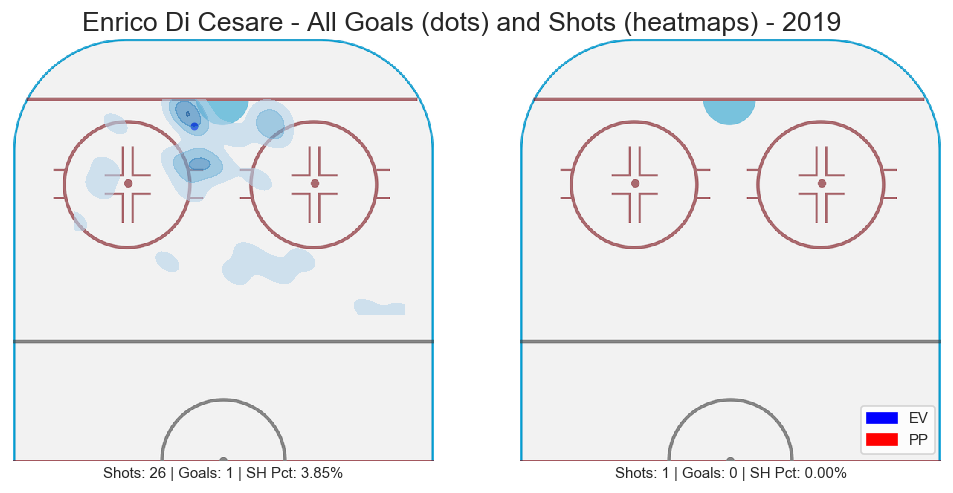 Enrico Di Cesare - All Goals (dots) and Shots (heatmaps) - 2019
EV
PP
Shots: 26 | Goals: 1 | SH Pct: 3.85%
Shots: 1 | Goals: 0 | SH Pct: 0.00%